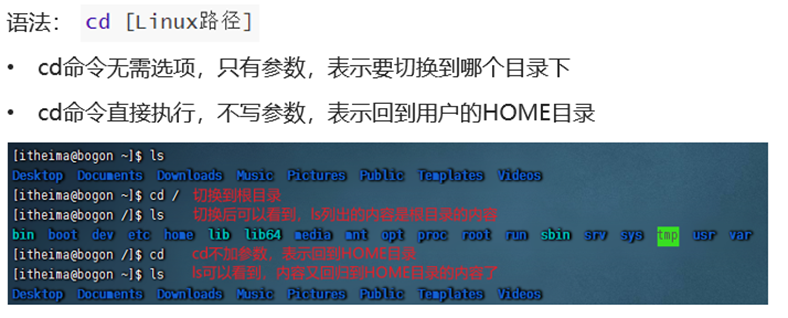 语法： cd [Linux路径]
• cd命令无需选项，只有参数，表示要切换到哪个目录下
• cd命令直接执行，不写参数，表示回到用户的HOME目录
[itheima@bogon ~]$ ls
Desktop Documents Downloads Music Pictures Public Templates Videos
[itheima@bogon ~]$ cd / 切换到根目录
[itheima@bogon /]$ ls 切换后可以看到，ls列出的内容是根目录的内容
bin boot dev etc home lib lib64 media mnt opt proc root run sbin srv sys tmp usr var
[itheima@bogon /]$ cd cd不加参数，表示回到HOME目录
[itheima@bogon ~]$ ls ls可以看到，内容又回归到HOME目录的内容了
Desktop Documents Downloads Music Pictures Public Templates Videos